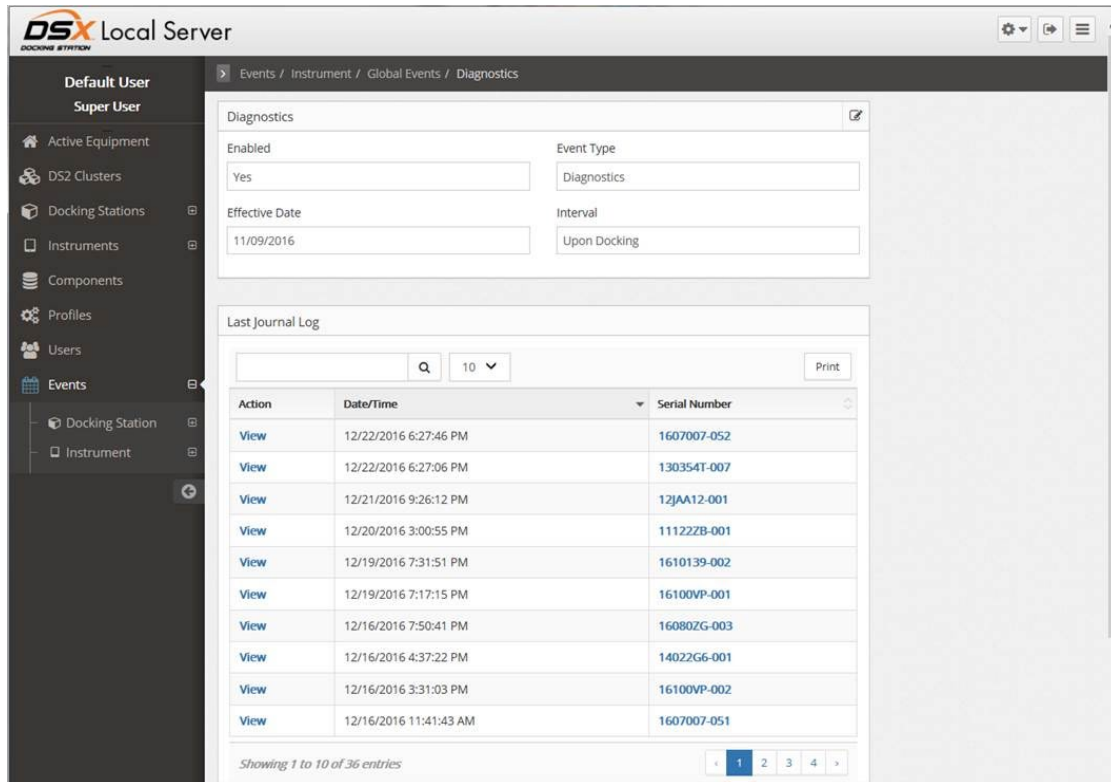 DSX Local Server
DOCKING STATION
Default User
Super User
Active Equipment
DS2 Clusters
Docking Stations
Instruments
Components
Profiles
Users
Events
Docking Station
Instrument
Events / Instrument / Global Events / Diagnostics
Diagnostics
Enabled Event Type
Yes Diagnostics
Effective Date Interval
11/09/2016 Upon Docking
Last Journal Log
10 Print
Action Date/Time Serial Number
View 12/22/2016 6:27:46 PM 1607007-052
View 12/22/2016 6:27:06 PM 130354T-007
View 12/21/2016 9:26:12 PM 12JAA12-001
View 12/20/2016 3:00:55 PM 11122ZB-001
View 12/19/2016 7:31:51 PM 1610139-002
View 12/19/2016 7:17:15 PM 16100VP-001
View 12/16/2016 7:50:41 PM 16080ZG-003
View 12/16/2016 4:37:22 PM 14022G6-001
View 12/16/2016 3:31:03 PM 16100VP-002
View 12/16/2016 11:41:43 AM 1607007-051
Showing 1 to 10 of 36 entries ‹ 1 2 3 4 ›